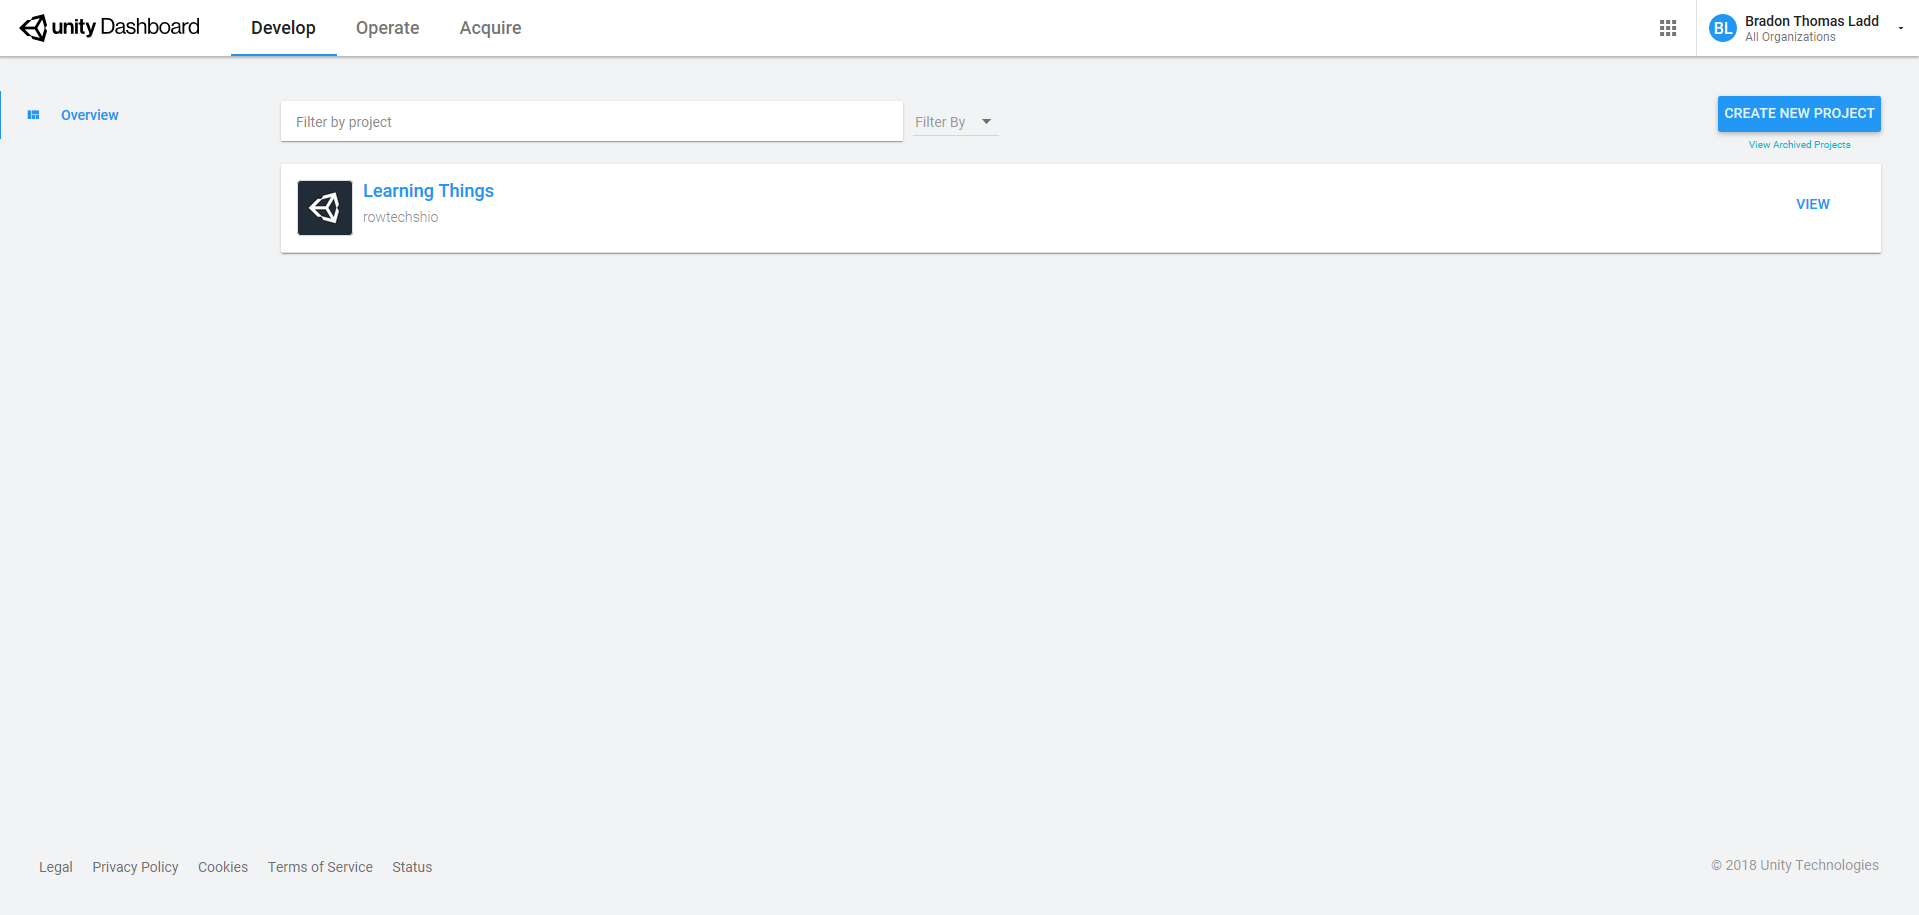 unity Dashboard
Develop
Operate
Acquire
BL
Bradon Thomas Ladd
All Organizations
Overview
Filter by project
Filter By
CREATE NEW PROJECT
View Archived Projects
Learning Things
rowtechshio
VIEW
Legal
Privacy Policy
Cookies
Terms of Service
Status
© 2018 Unity Technologies